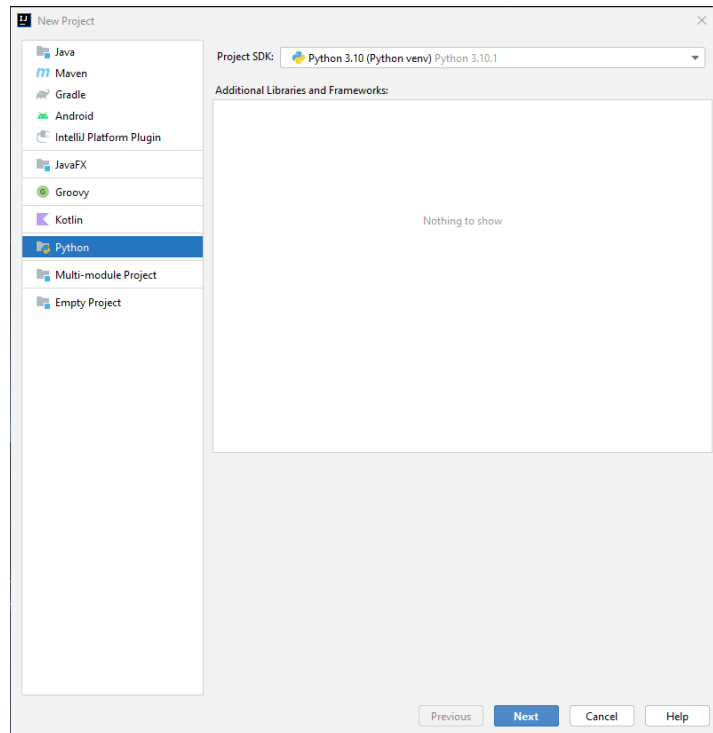 New Project
Java
Maven
Gradle
Android
IntelliJ Platform Plugin
JavaFX
Groovy
Kotlin
Python
Multi-module Project
Empty Project
Project SDK: Python 3.10 (Python venv) Python 3.10.1
Additional Libraries and Frameworks:
Nothing to show
Previous Next Cancel Help